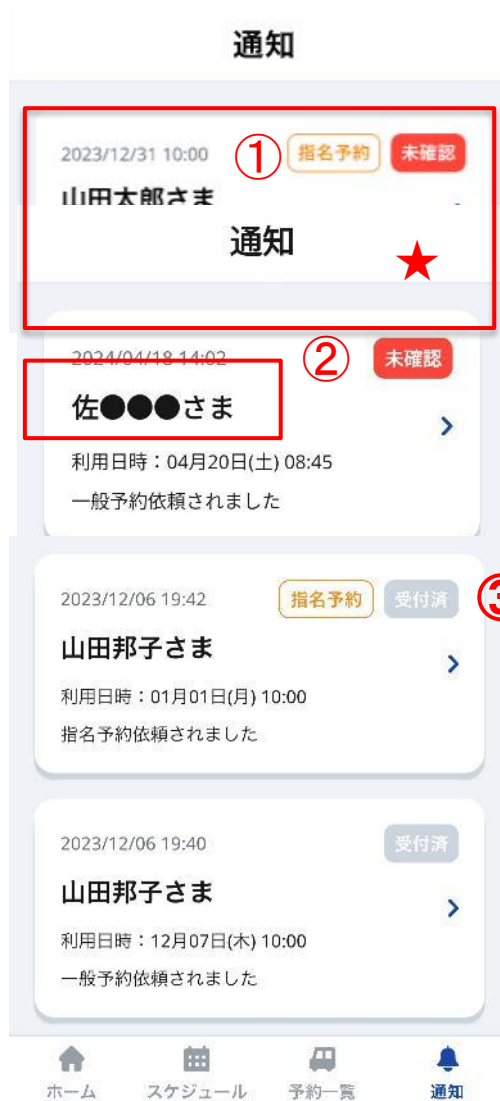 通知
2023/12/31 10:00 ① 指名予約 未確認
山田太郎さま
通知
★
2024/04/18 14:02 ② 未確認
佐●●●さま
利用日時：04月20日(土) 08:45
一般予約依頼されました
2023/12/06 19:42 指名予約 受付済 ③
山田邦子さま
利用日時：01月01日(月) 10:00
指名予約依頼されました
2023/12/06 19:40 受付済
山田邦子さま
利用日時：12月07日(木) 10:00
一般予約依頼されました
ホーム スケジュール 予約一覧 通知